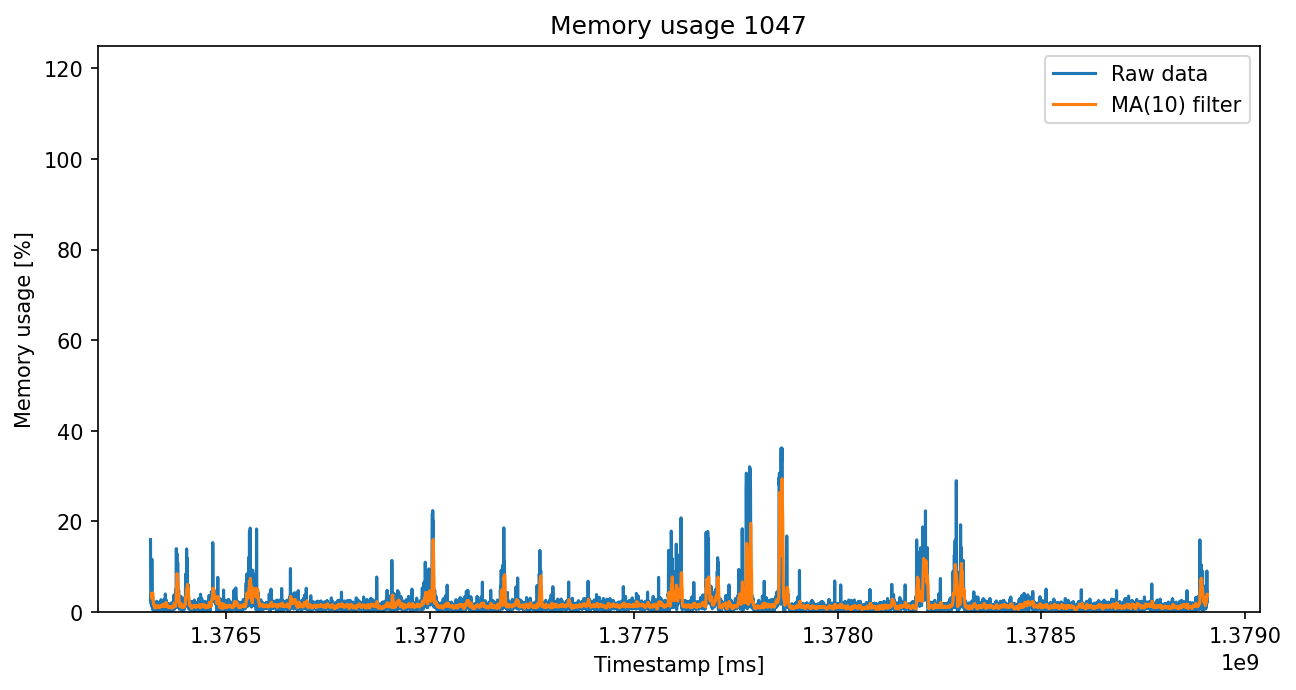 Memory usage 1047
Raw data
MA(10) filter
Memory usage [%]
120
100
80
60
40
20
0
1.3765 1.3770 1.3775 1.3780 1.3785 1.3790
1e9
Timestamp [ms]